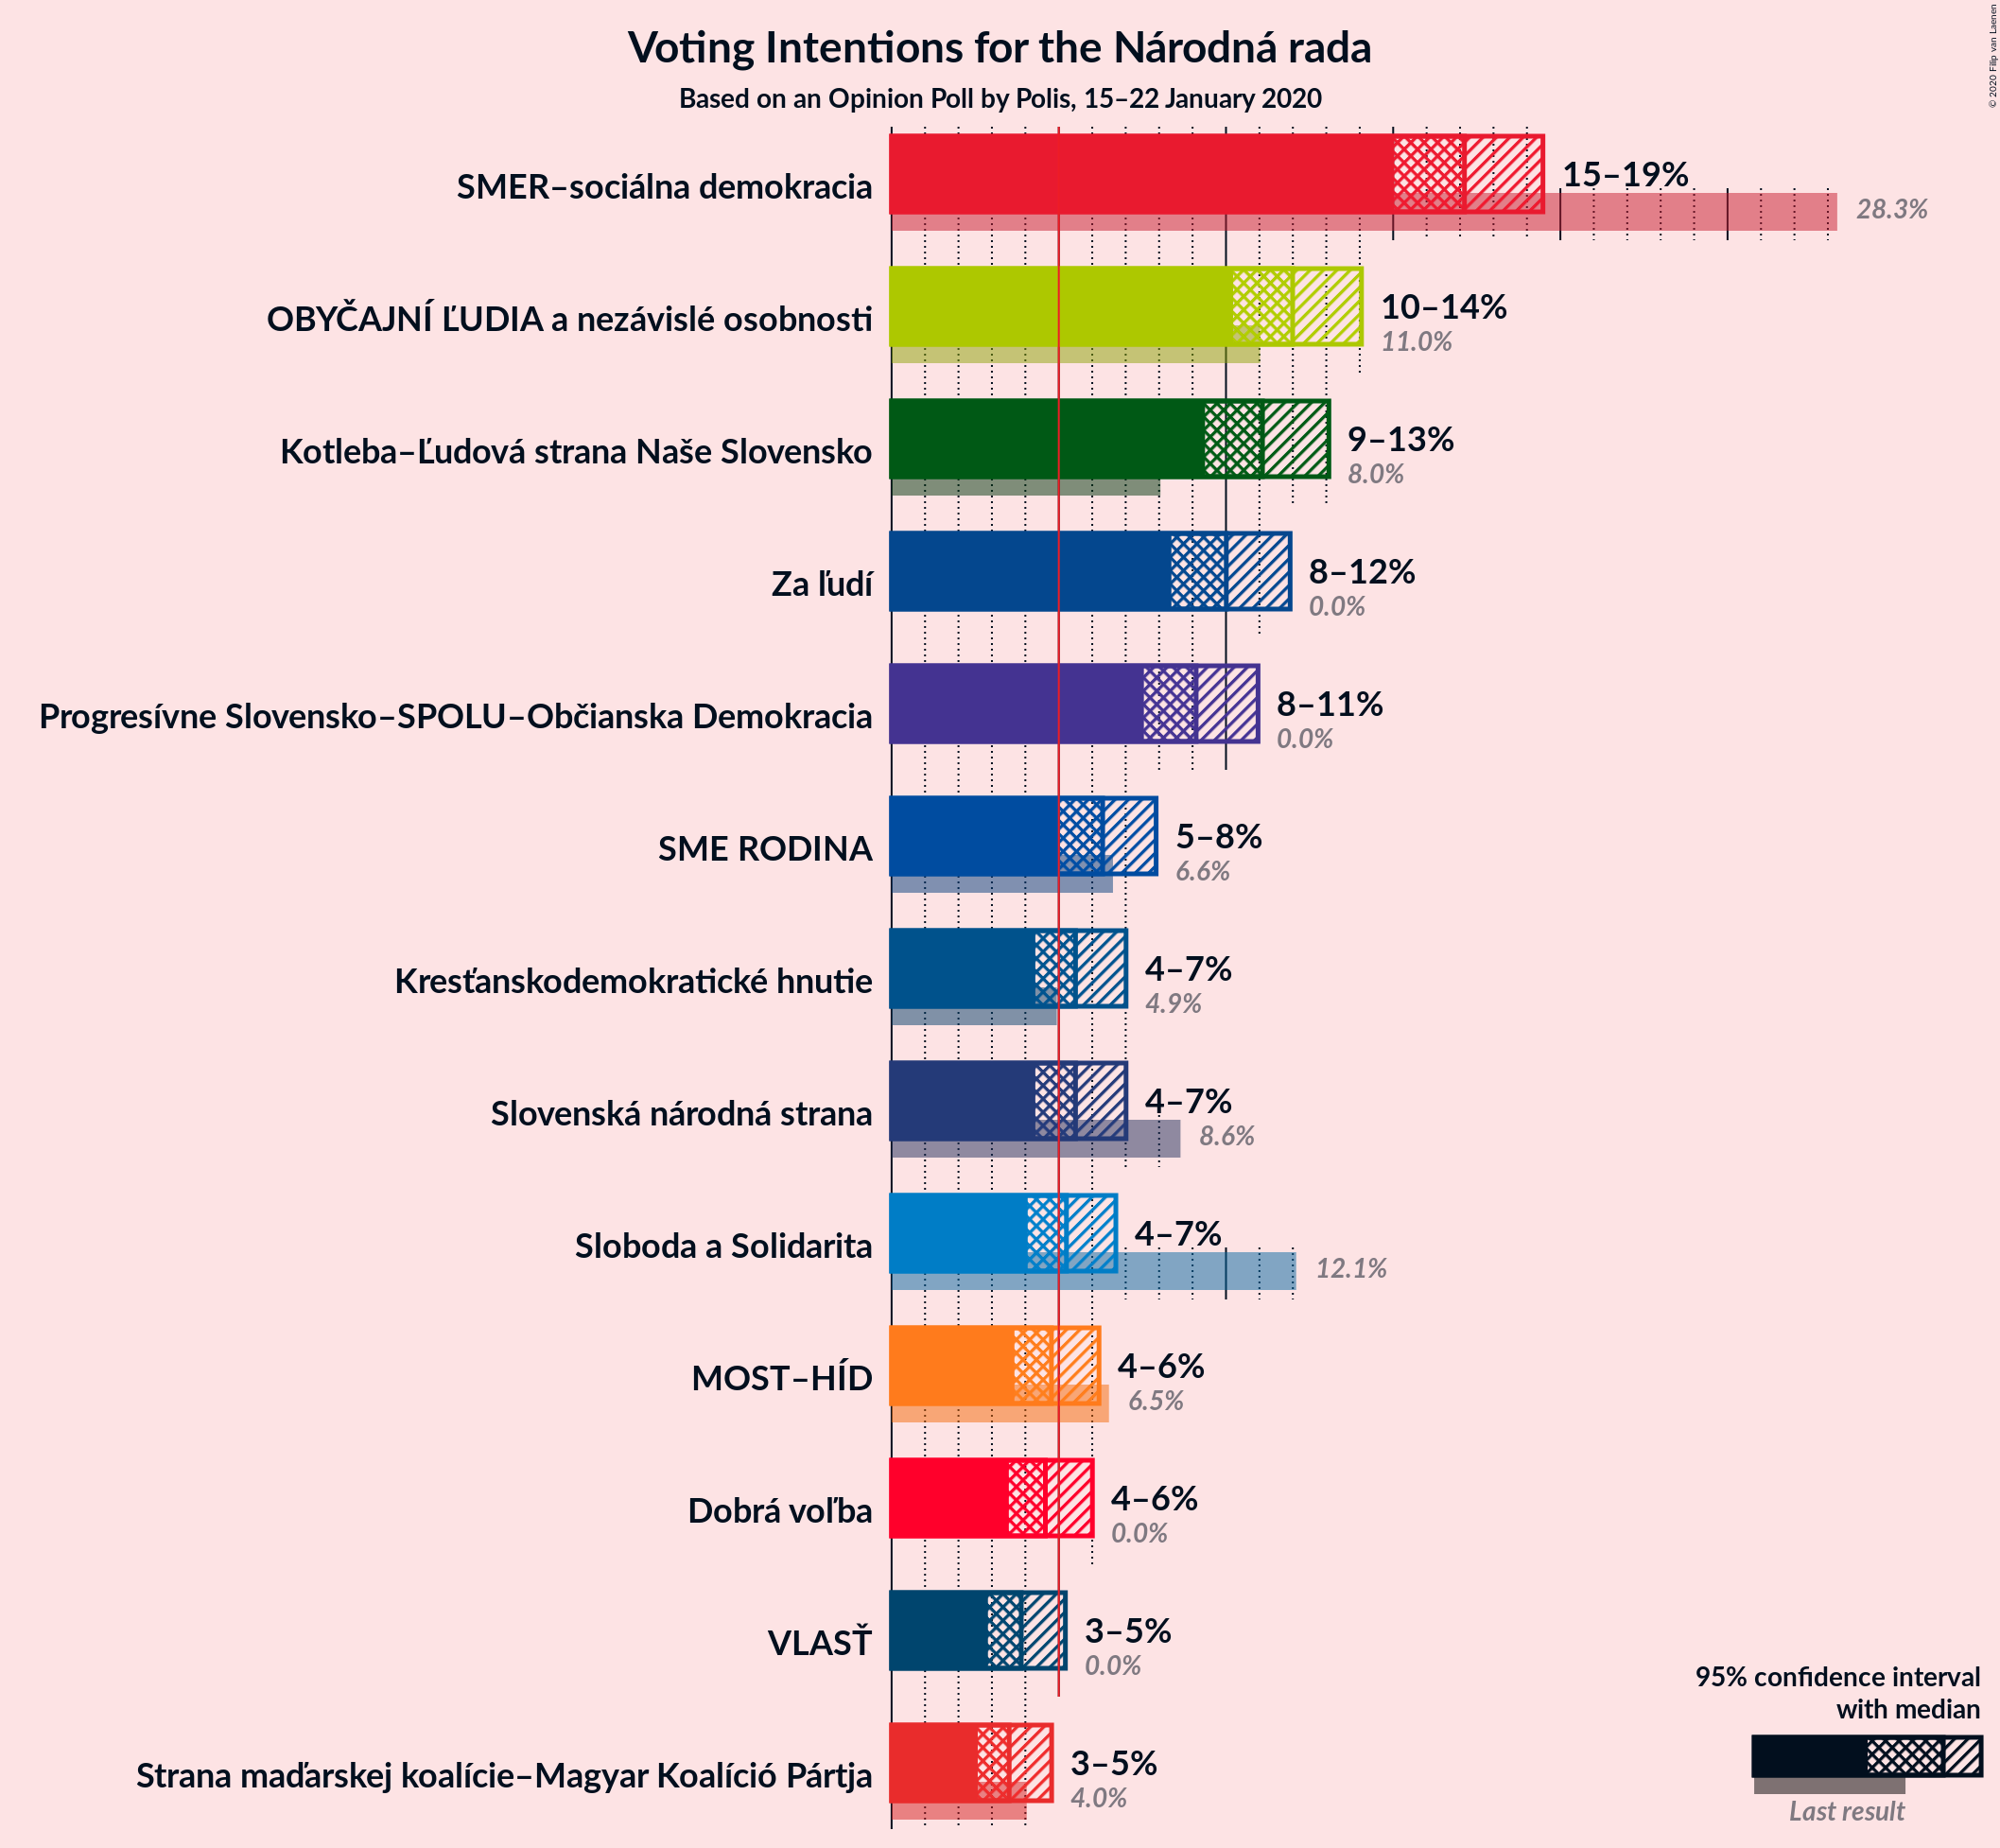 Voting Intentions for the Národná rada
Based on an Opinion Poll by Polis, 15–22 January 2020
© 2020 Filip van Laenen
SMER–sociálna demokracia
15–19%
28.3%
OBYČAJNÍ ĽUDIA a nezávislé osobnosti
10–14%
11.0%
Kotleba–Ľudová strana Naše Slovensko
9–13%
8.0%
Za ľudí
8–12%
0.0%
Progresívne Slovensko–SPOLU–Občianska Demokracia
8–11%
0.0%
SME RODINA
5–8%
6.6%
Kresťanskodemokratické hnutie
4–7%
4.9%
Slovenská národná strana
4–7%
8.6%
Sloboda a Solidarita
4–7%
12.1%
MOST–HÍD
4–6%
6.5%
Dobrá voľba
4–6%
0.0%
VLASŤ
3–5%
0.0%
Strana maďarskej koalície–Magyar Koalíció Pártja
3–5%
4.0%
95% confidence interval
with median
Last result